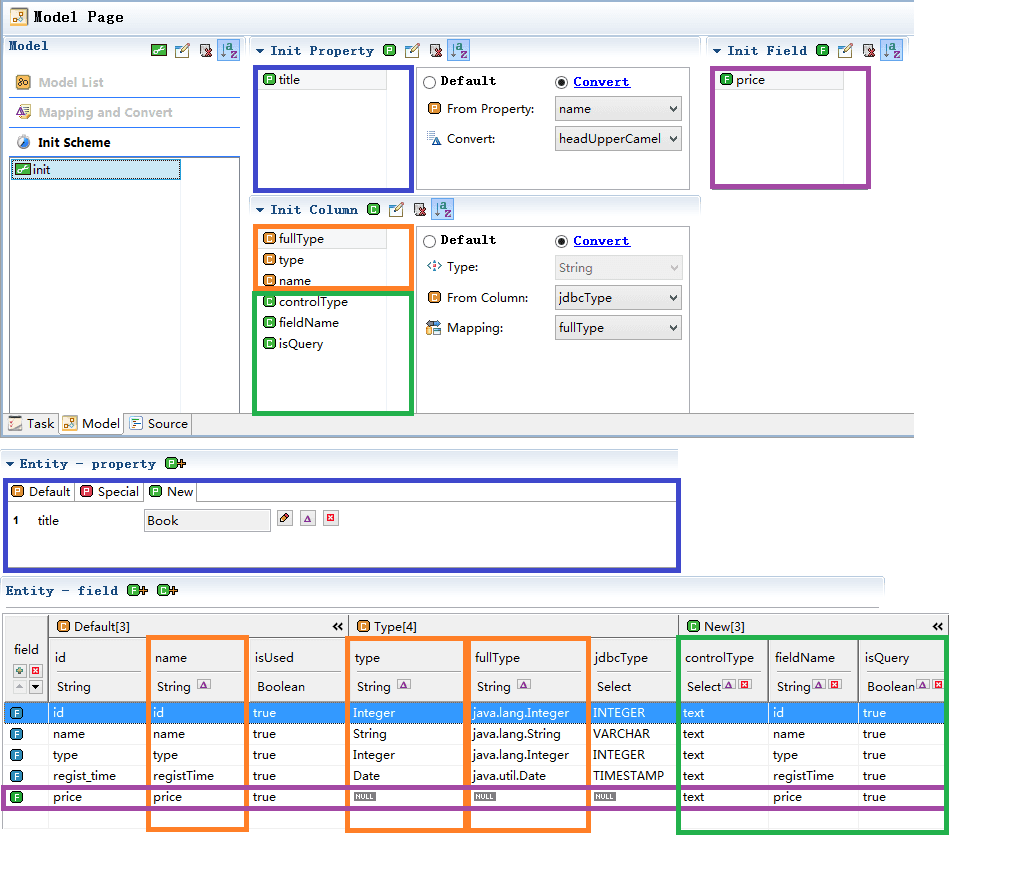 Model Page
Model
Model List
Mapping and Convert
Init Scheme
init
Init Property
title
Default Convert
From Property: name
Convert: headUpperCamel
Init Field
price
Init Column
fullType
type
name
controlType
fieldName
isQuery
Default Convert
Type: String
From Column: jdbcType
Mapping: fullType
Task Model Source
Entity - property
Default Special New
1 title Book
Entity - field
field Default[3] Type[4] New[3]
id name isUsed type fullType jdbcType controlType fieldName isQuery
String String Boolean String String Select Select String Boolean
id id true Integer java.lang.Integer INTEGER text id true
name name true String java.lang.String VARCHAR text name true
type type true Integer java.lang.Integer INTEGER text type true
regist_time registTime true Date java.util.Date TIMESTAMP text registTime true
price price true NULL NULL NULL text price true